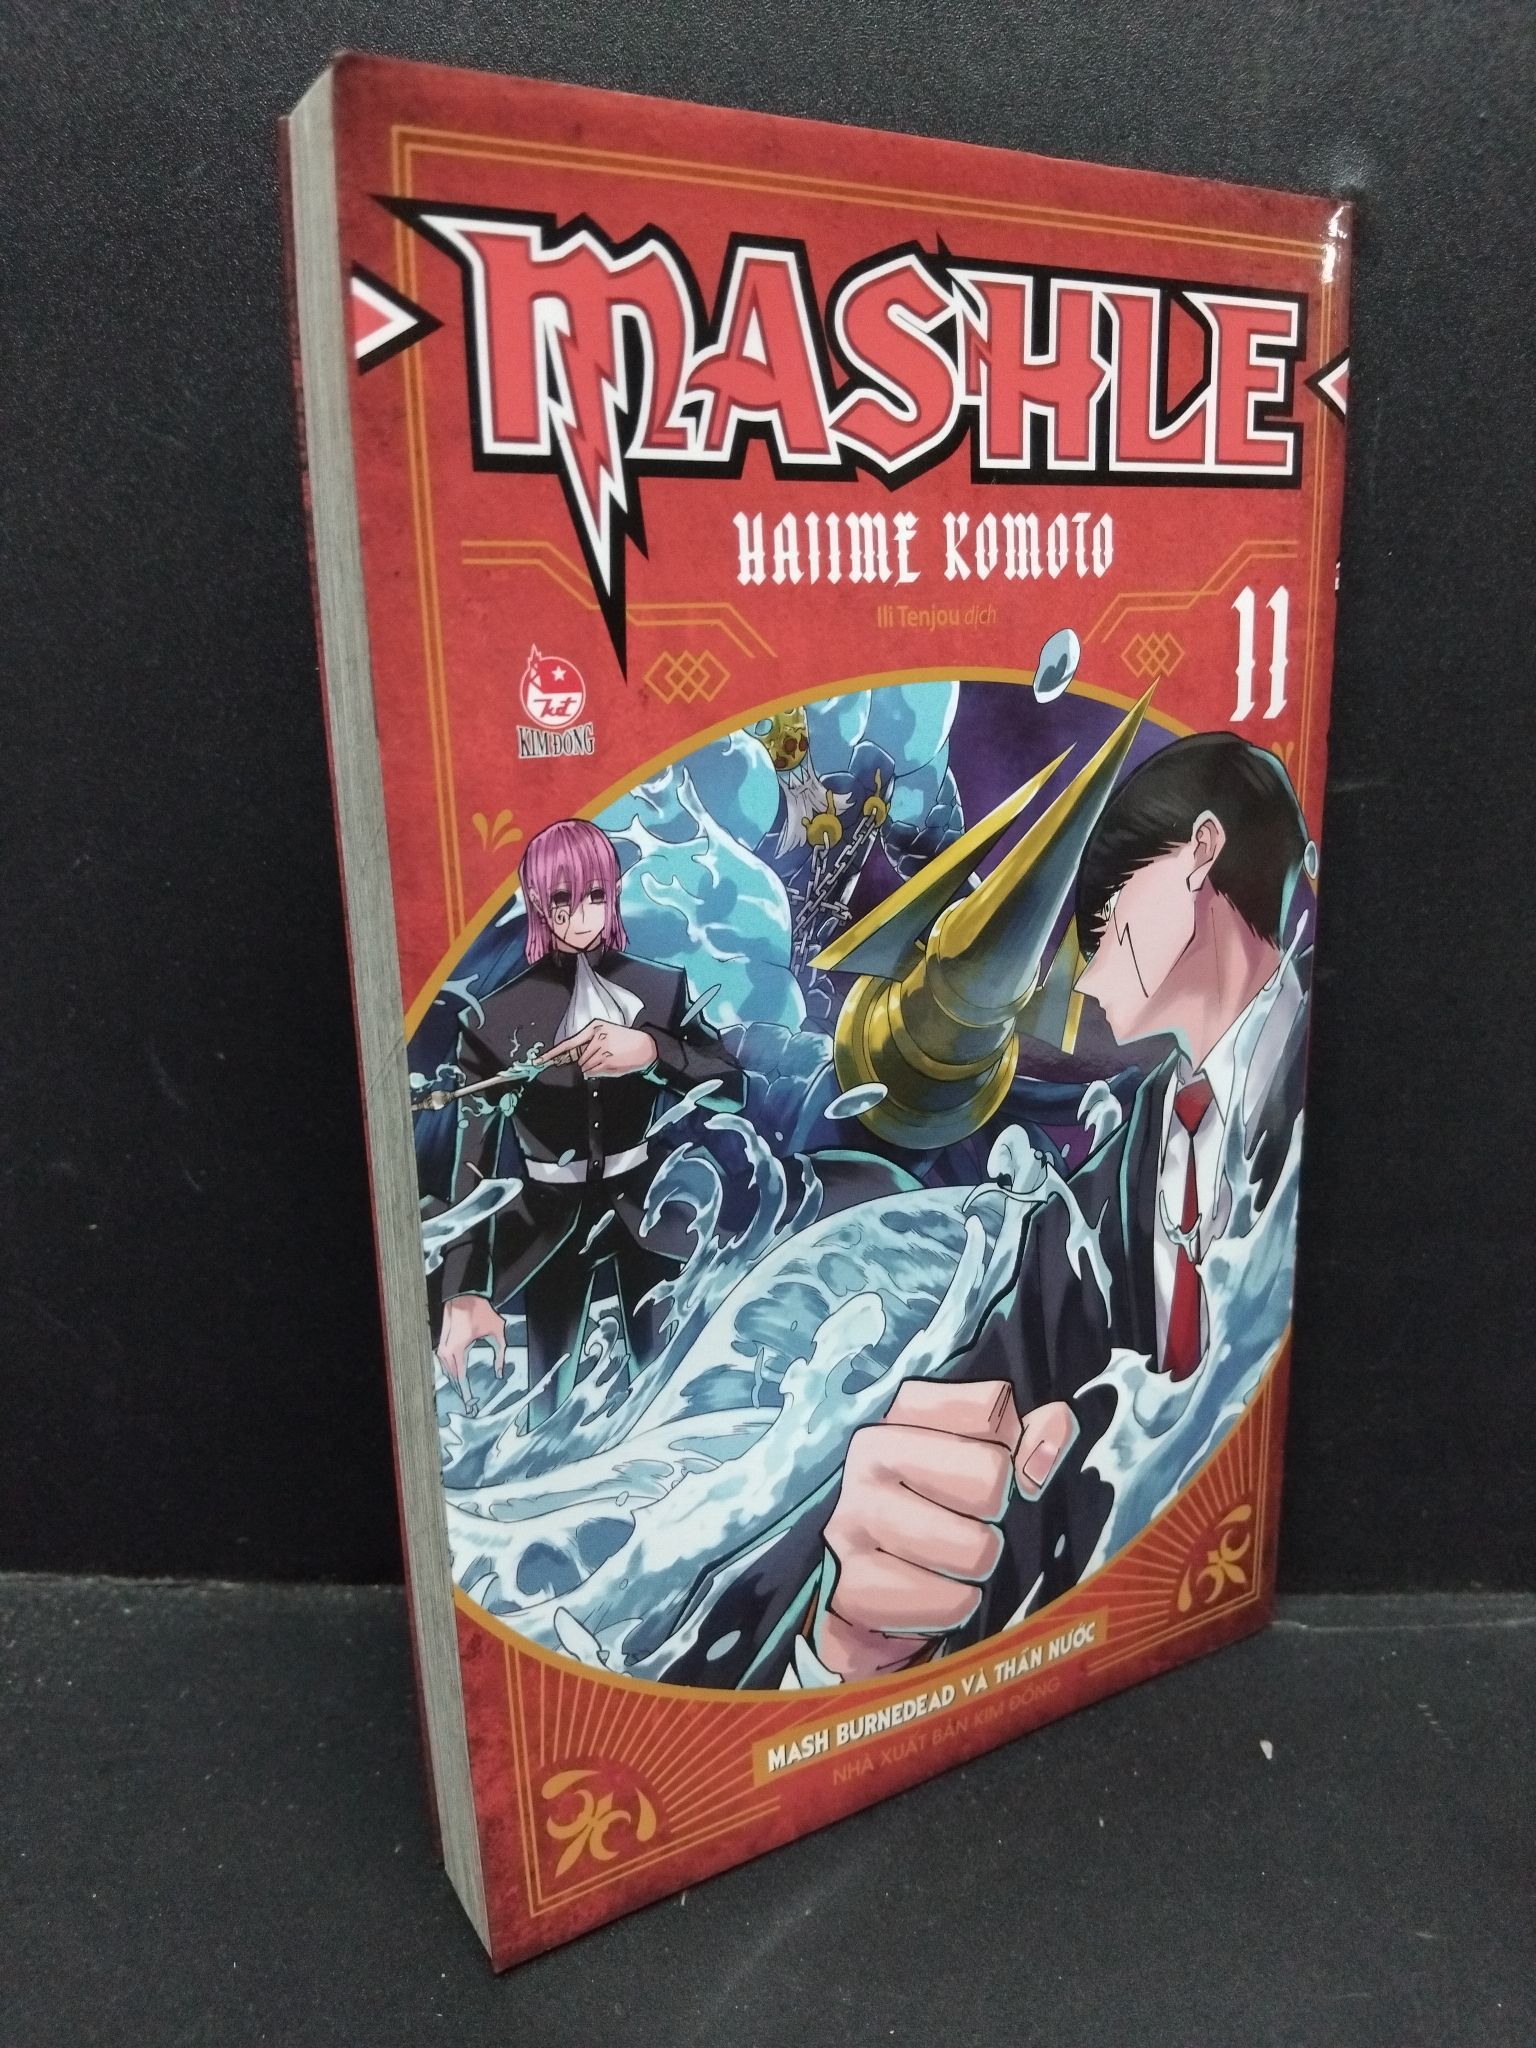 MASHLE
HAJIME KOMOTO
Ili Tenjou dịch
11
KIM ĐỒNG
MASH BURNEDEAD VÀ THẦN NƯỚC
NHÀ XUẤT BẢN KIM ĐỒNG